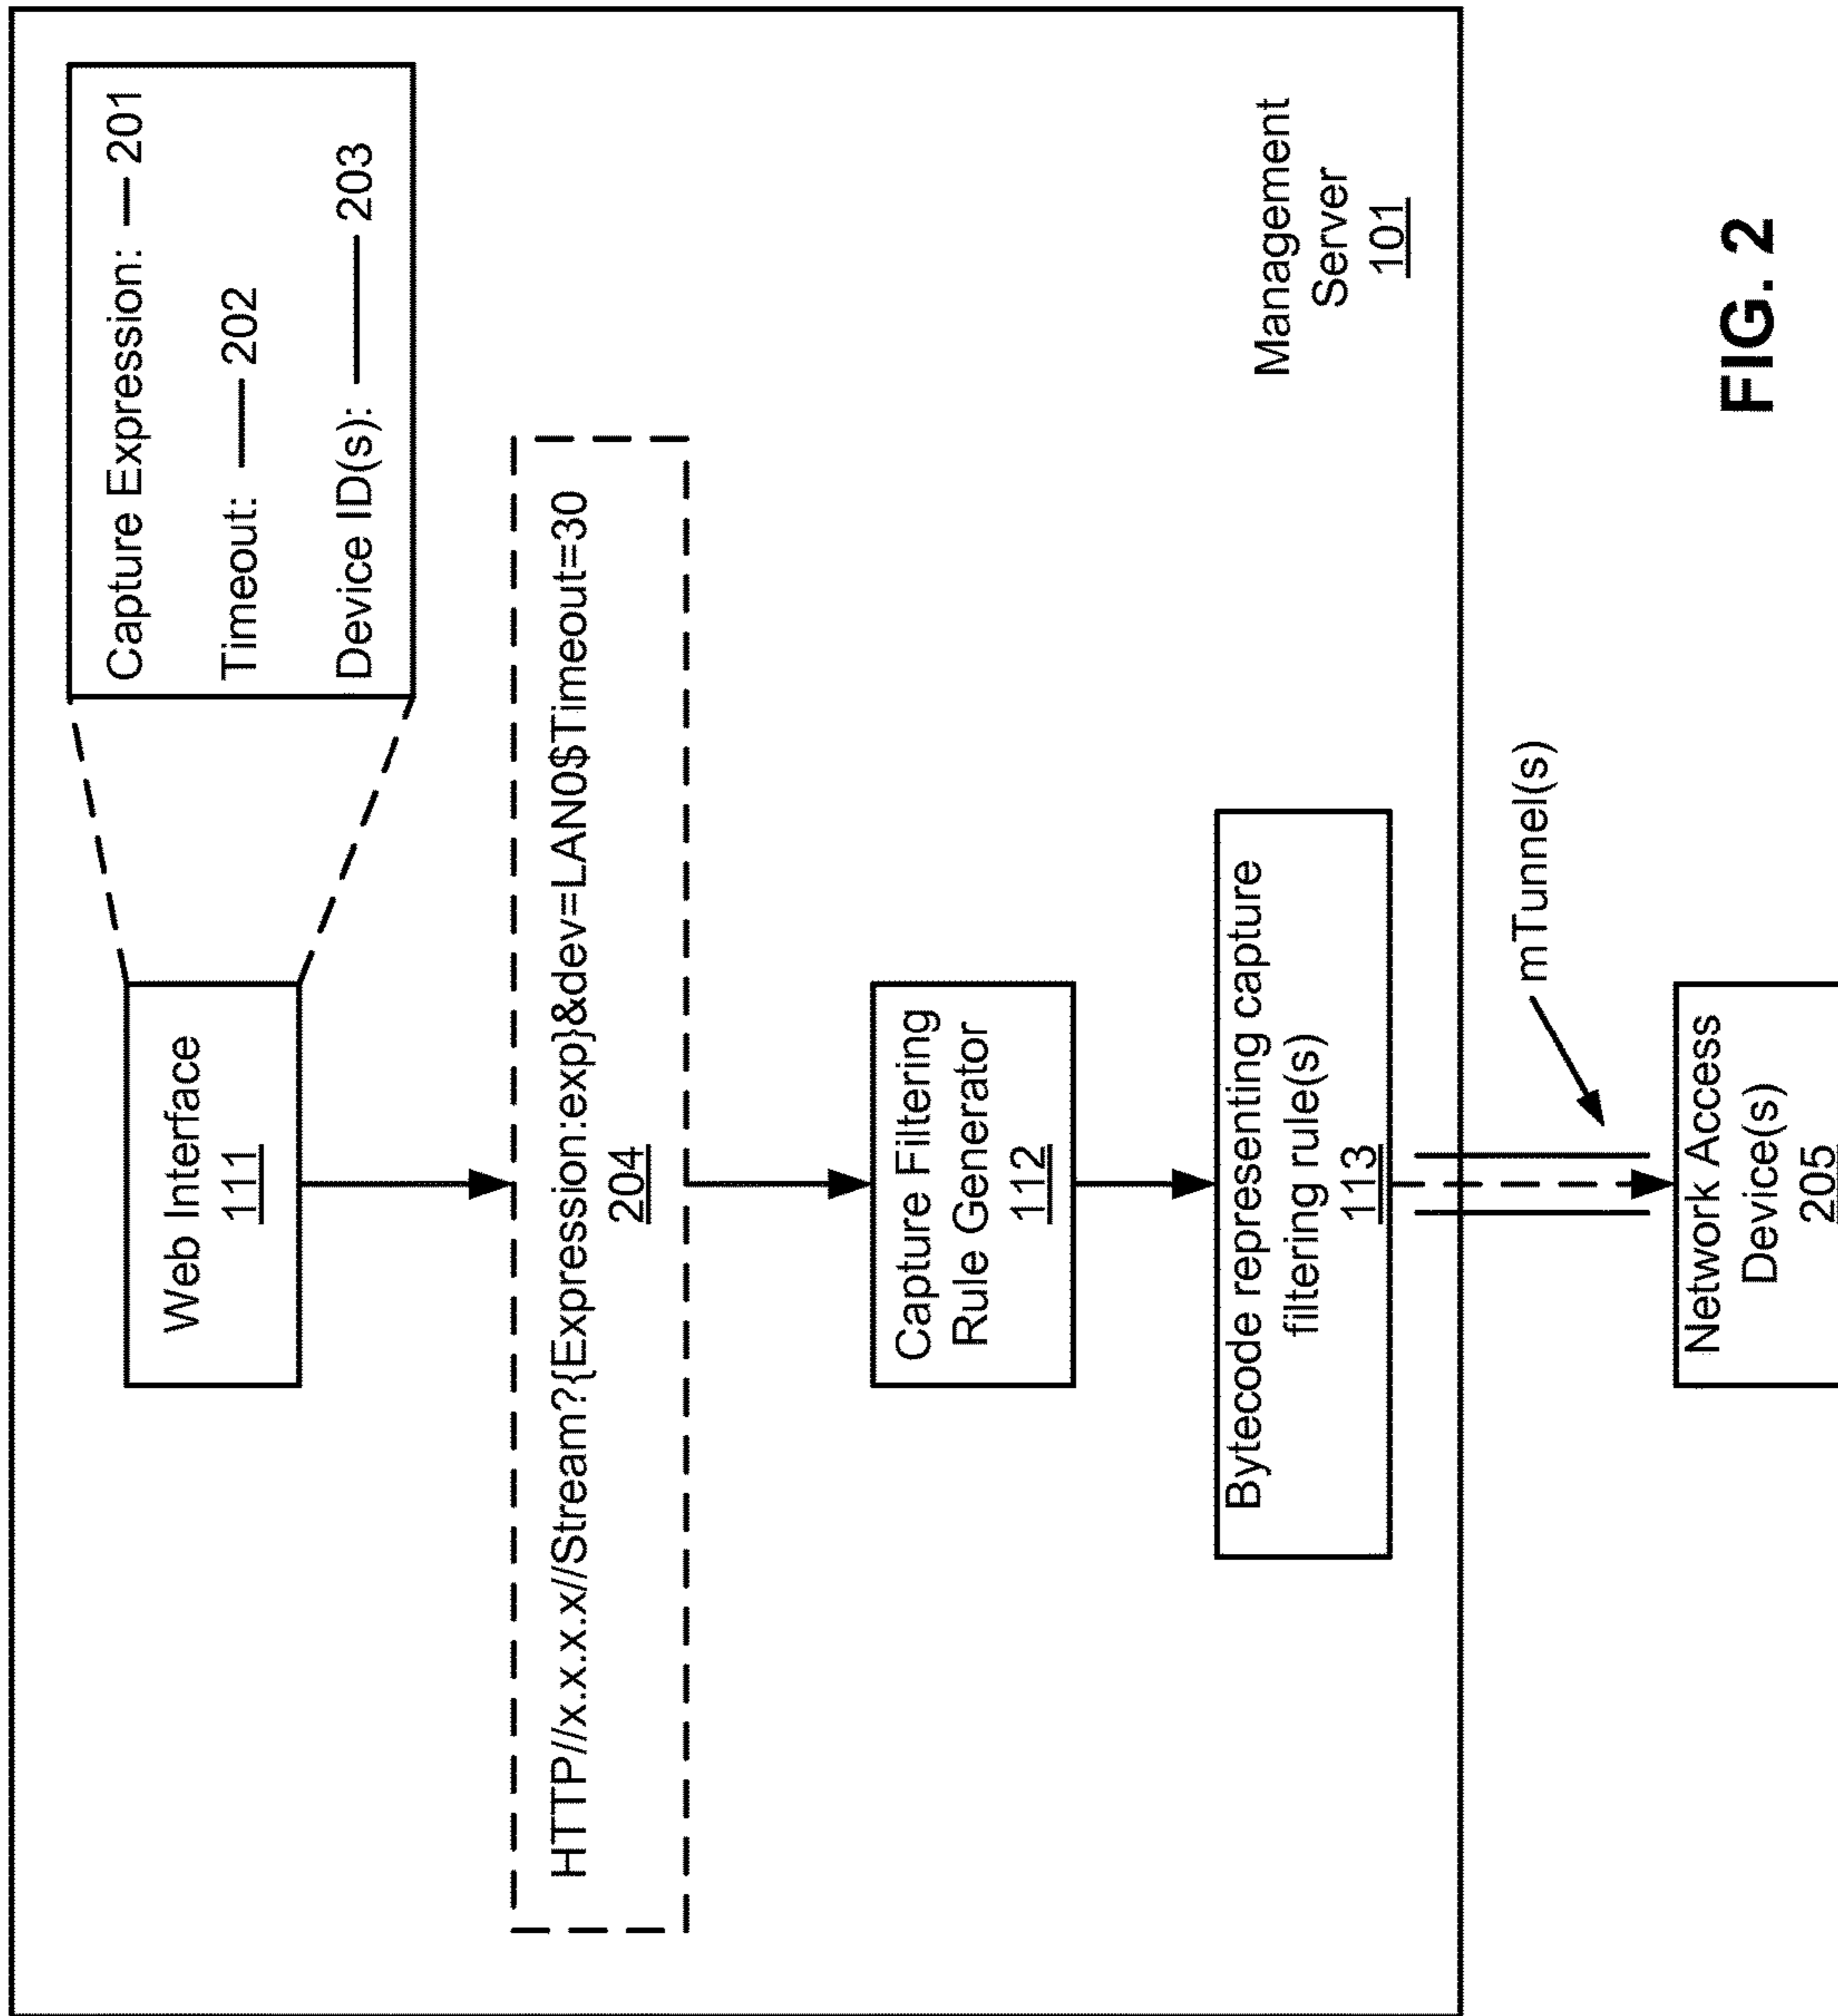 Capture Expression: 201
Timeout: 202
Device ID(s): 203
Web Interface
111
HTTP//x.x.x.x//Stream?{Expression:exp}&dev=LAN0$Timeout=30
204
Capture Filtering
Rule Generator
112
Bytecode representing capture
filtering rule(s)
113
Management
Server
101
mTunnel(s)
Network Access
Device(s)
205
FIG. 2